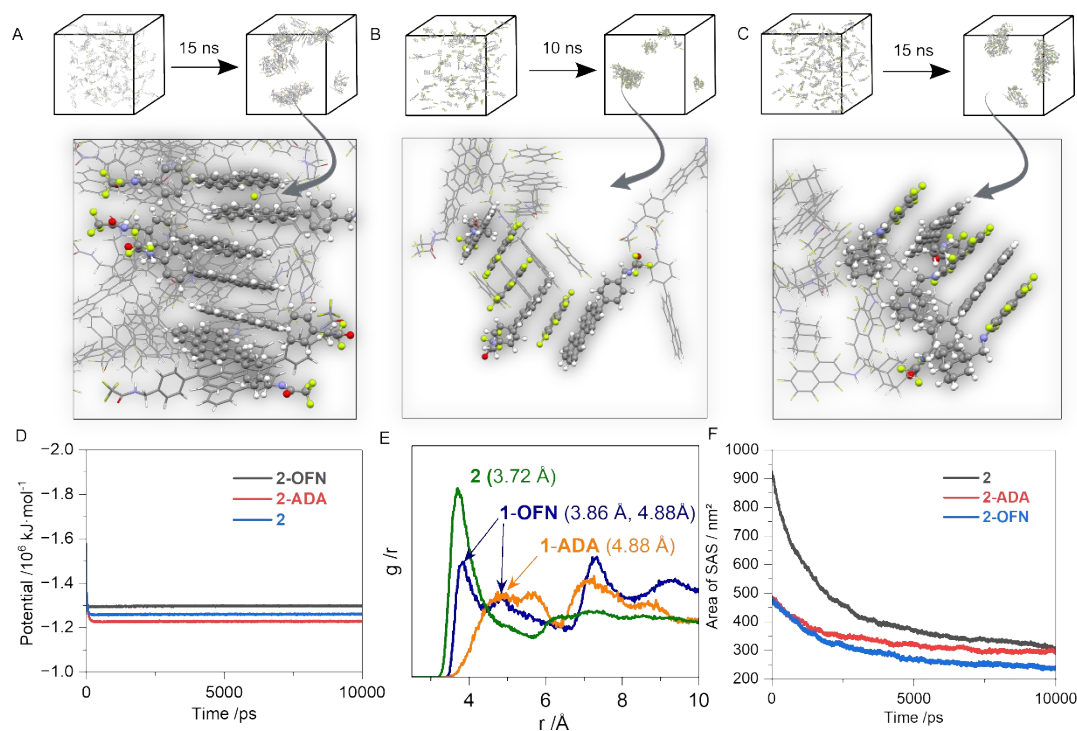 A
15 ns
B
10 ns
C
15 ns
D
−2.0
−1.8
−1.6
−1.4
−1.2
−1.0
Potential /10⁶ kJ·mol⁻¹
2-OFN
2-ADA
2
0
5000
10000
Time /ps
E
g /r
2 (3.72 Å)
1-OFN (3.86 Å, 4.88Å)
1-ADA (4.88 Å)
4
6
8
10
r /Å
F
1000
900
800
700
600
500
400
300
200
Area of SAS / nm²
2
2-ADA
2-OFN
0
5000
10000
Time /ps